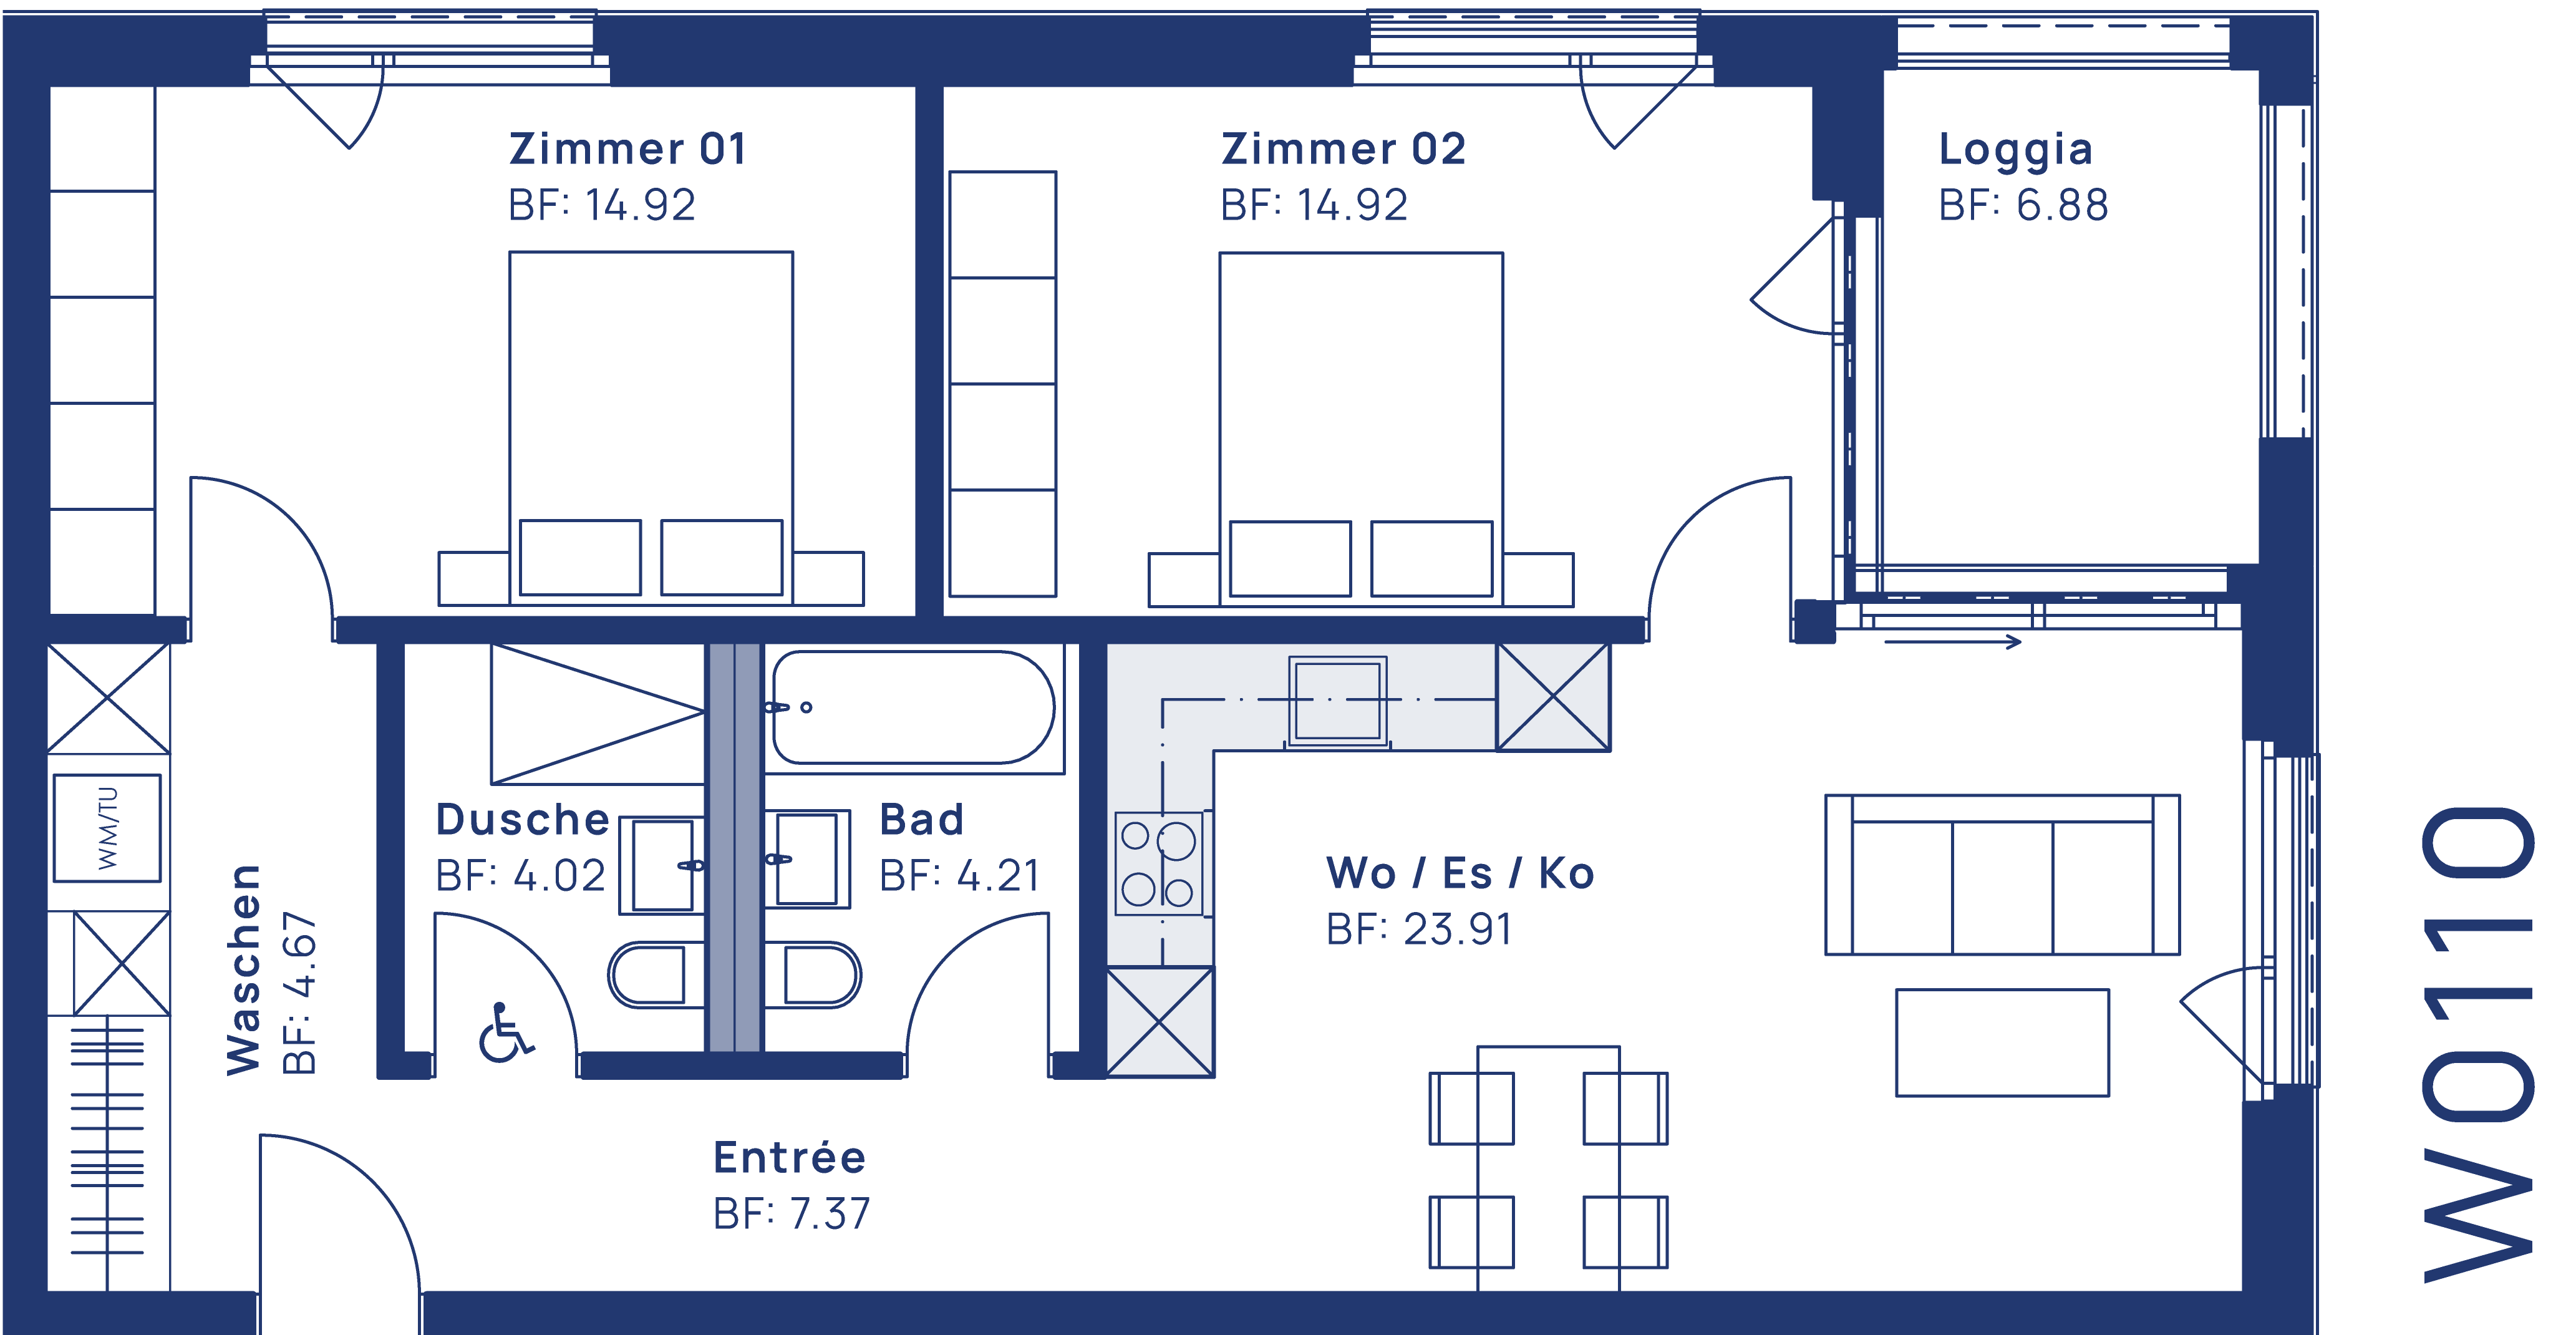 Zimmer 01
BF: 14.92
Zimmer 02
BF: 14.92
Loggia
BF: 6.88
WM/TU
Waschen
BF: 4.67
Dusche
BF: 4.02
Bad
BF: 4.21
Wo / Es / Ko
BF: 23.91
Entrée
BF: 7.37
W0110